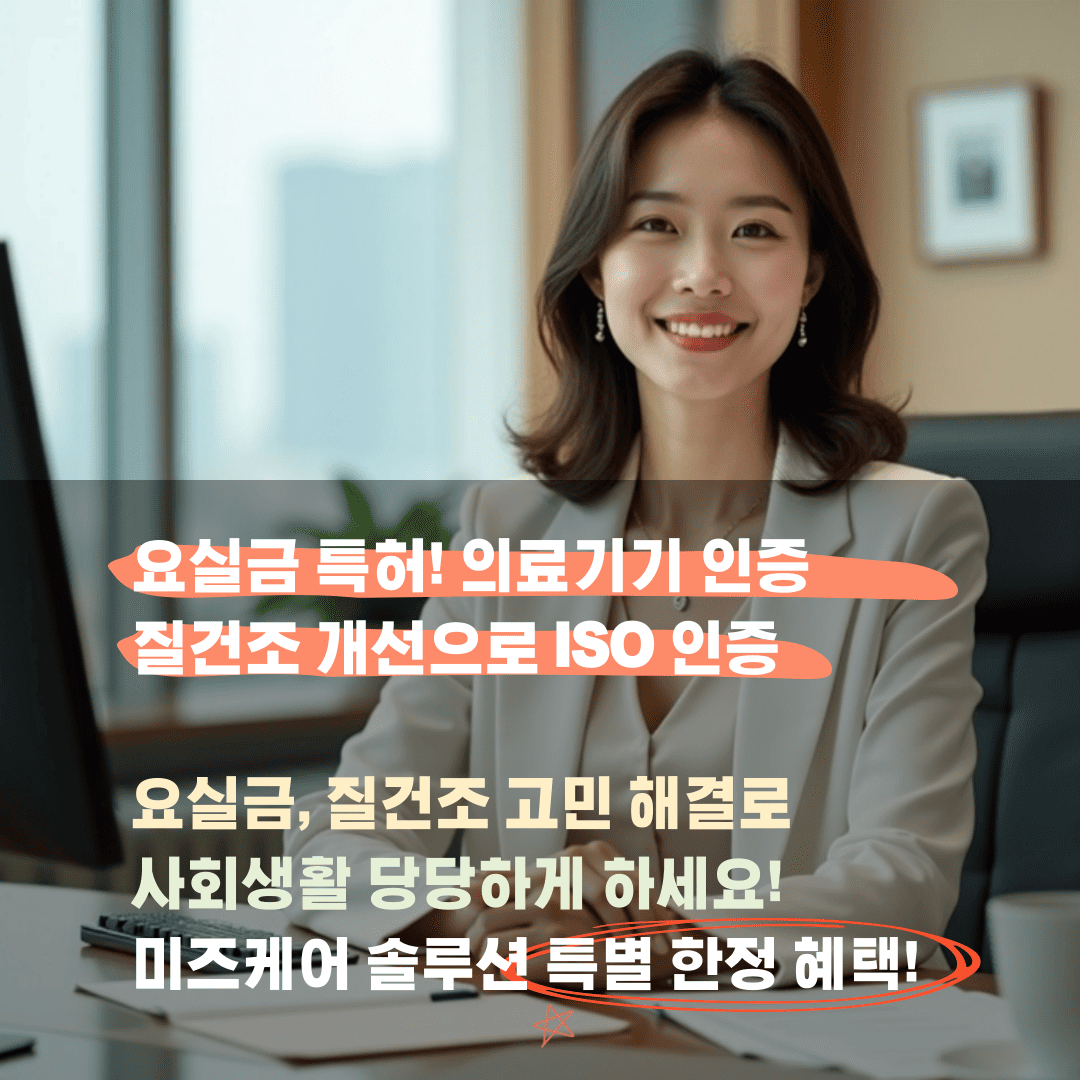 요실금 특허! 의료기기 인증
질건조 개선으로 ISO 인증
요실금, 질건조 고민 해결로
사회생활 당당하게 하세요!
미즈케어 솔루션 특별 한정 혜택!